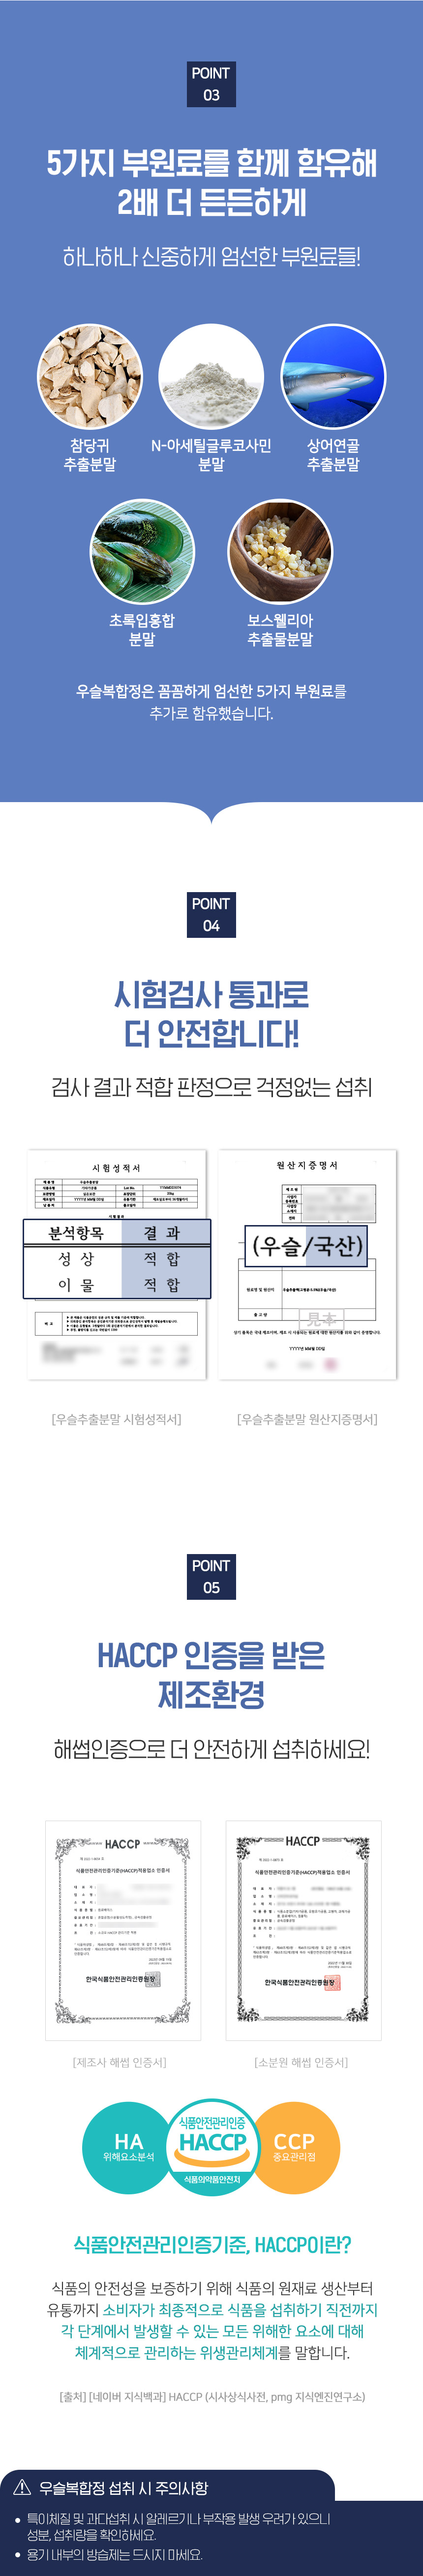 POINT
03
5가지 부원료를 함께 함유해
2배 더 든든하게
하나하나 신중하게 엄선한 부원료들!
참당귀
추출분말
N-아세틸글루코사민
분말
상어연골
추출분말
초록입홍합
분말
보스웰리아
추출물분말
우슬복합정은 꼼꼼하게 엄선한 5가지 부원료를
추가로 함유했습니다.
POINT
04
시험검사 통과로
더 안전합니다!
검사 결과 적합 판정으로 걱정없는 섭취
시험성적서
분석항목 결 과
성 상 적 합
이 물 적 합
원산지증명서
(우슬/국산)
見本
YYYY년 MM월 DD일
[우슬추출분말 시험성적서]
[우슬추출분말 원산지증명서]
POINT
05
HACCP 인증을 받은
제조환경
해썹인증으로 더 안전하게 섭취하세요!
HACCP
식품안전관리인증기준(HACCP)적용업소 인증서
한국식품안전관리인증원장
HACCP
식품안전관리인증기준(HACCP)적용업소 인증서
한국식품안전관리인증원장
[제조사 해썹 인증서]
[소분원 해썹 인증서]
HA
위해요소분석
식품안전관리인증
HACCP
식품의약품안전처
CCP
중요관리점
식품안전관리인증기준, HACCP이란?
식품의 안전성을 보증하기 위해 식품의 원재료 생산부터
유통까지 소비자가 최종적으로 식품을 섭취하기 직전까지
각 단계에서 발생할 수 있는 모든 위해한 요소에 대해
체계적으로 관리하는 위생관리체계를 말합니다.
[출처] [네이버 지식백과] HACCP (시사상식사전, pmg 지식엔진연구소)
우슬복합정 섭취 시 주의사항
• 특이체질 및 과다섭취 시 알레르기나 부작용 발생 우려가 있으니
성분, 섭취량을 확인하세요.
• 용기 내부의 방습제는 드시지 마세요.